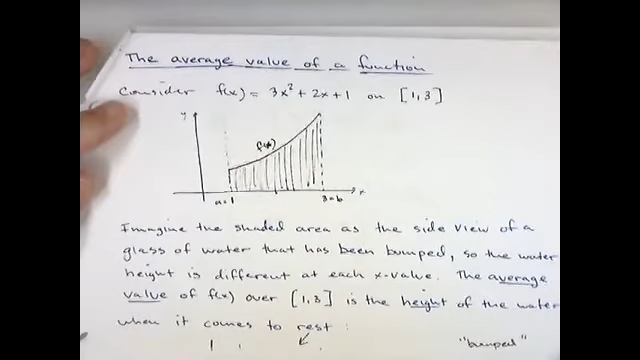 The average value of a function
Consider f(x) = 3x² + 2x + 1 on [1,3]
y
f(x)
x
a=1
3=b
Imagine the shaded area as the side view of a
glass of water that has been bumped, so the water
height is different at each x-value. The average
value of f(x) over [1,3] is the height of the water
when it comes to rest:
"bumped"